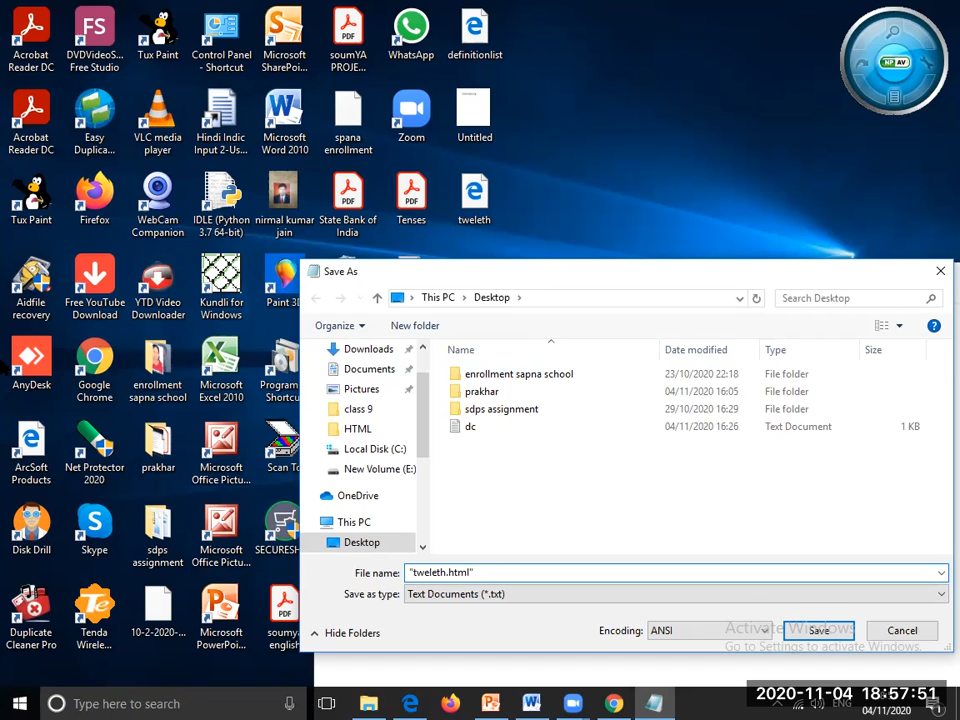 Acrobat
Reader DC
FS
DVDVideoS...
Free Studio
Tux Paint
Control Panel
- Shortcut
Microsoft
SharePoi...
soumYA
PROJE...
WhatsApp
definitionlist
NP AV
Acrobat
Reader DC
Easy
Duplica...
VLC media
player
Hindi Indic
Input 2-Us...
Microsoft
Word 2010
spana
enrollment
Zoom
Untitled
Tux Paint
Firefox
WebCam
Companion
IDLE (Python
3.7 64-bit)
nirmal kumar
jain
State Bank of
India
Tenses
tweleth
Aidfile
recovery
Free YouTube
Download
YTD Video
Downloader
Kundli for
Windows
Paint 3D
AnyDesk
Google
Chrome
enrollment
sapna school
Microsoft
Excel 2010
Program
Shortcut
ArcSoft
Products
Net Protector
2020
prakhar
Microsoft
Office Pictu...
Scan To
Disk Drill
Skype
sdps
assignment
Microsoft
Office Pictu...
SECURESH
Duplicate
Cleaner Pro
Tenda
Wirele...
10-2-2020-...
Microsoft
PowerPoi...
soumy
english
Save As
This PC > Desktop >
Search Desktop
Organize
New folder
Downloads
Documents
Pictures
class 9
HTML
Local Disk (C:)
New Volume (E:)
OneDrive
This PC
Desktop
Name Date modified Type Size
enrollment sapna school 23/10/2020 22:18 File folder
prakhar 04/11/2020 16:05 File folder
sdps assignment 29/10/2020 16:29 File folder
dc 04/11/2020 16:26 Text Document 1 KB
File name: "tweleth.html"
Save as type: Text Documents (*.txt)
Hide Folders
Encoding: ANSI
Save
Cancel
Activate Windows
Go to Settings to activate Windows.
Type here to search
ENG
2020-11-04 18:57:51
04/11/2020